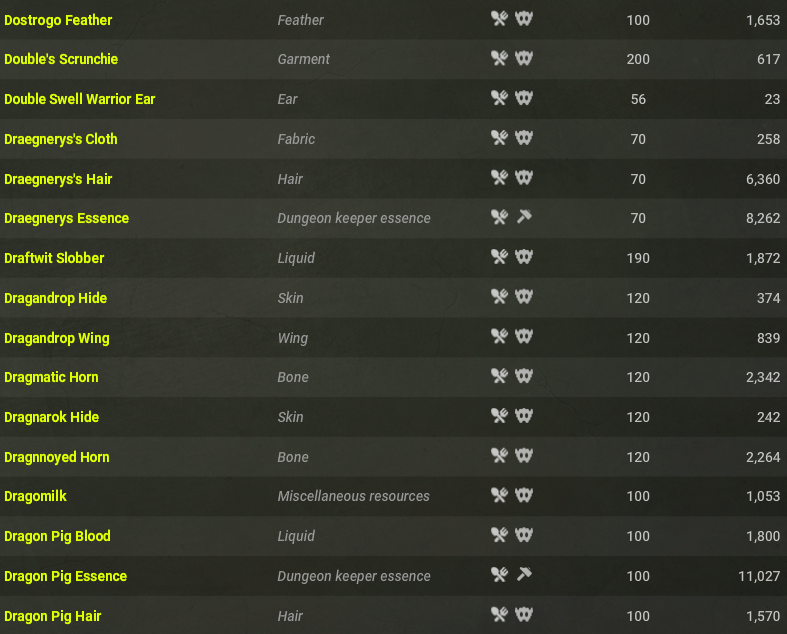 Dostrogo Feather Feather 100 1,653
Double's Scrunchie Garment 200 617
Double Swell Warrior Ear Ear 56 23
Draegnerys's Cloth Fabric 70 258
Draegnerys's Hair Hair 70 6,360
Draegnerys Essence Dungeon keeper essence 70 8,262
Draftwit Slobber Liquid 190 1,872
Dragandrop Hide Skin 120 374
Dragandrop Wing Wing 120 839
Dragmatic Horn Bone 120 2,342
Dragnarok Hide Skin 120 242
Dragnnoyed Horn Bone 120 2,264
Dragomilk Miscellaneous resources 100 1,053
Dragon Pig Blood Liquid 100 1,800
Dragon Pig Essence Dungeon keeper essence 100 11,027
Dragon Pig Hair Hair 100 1,570